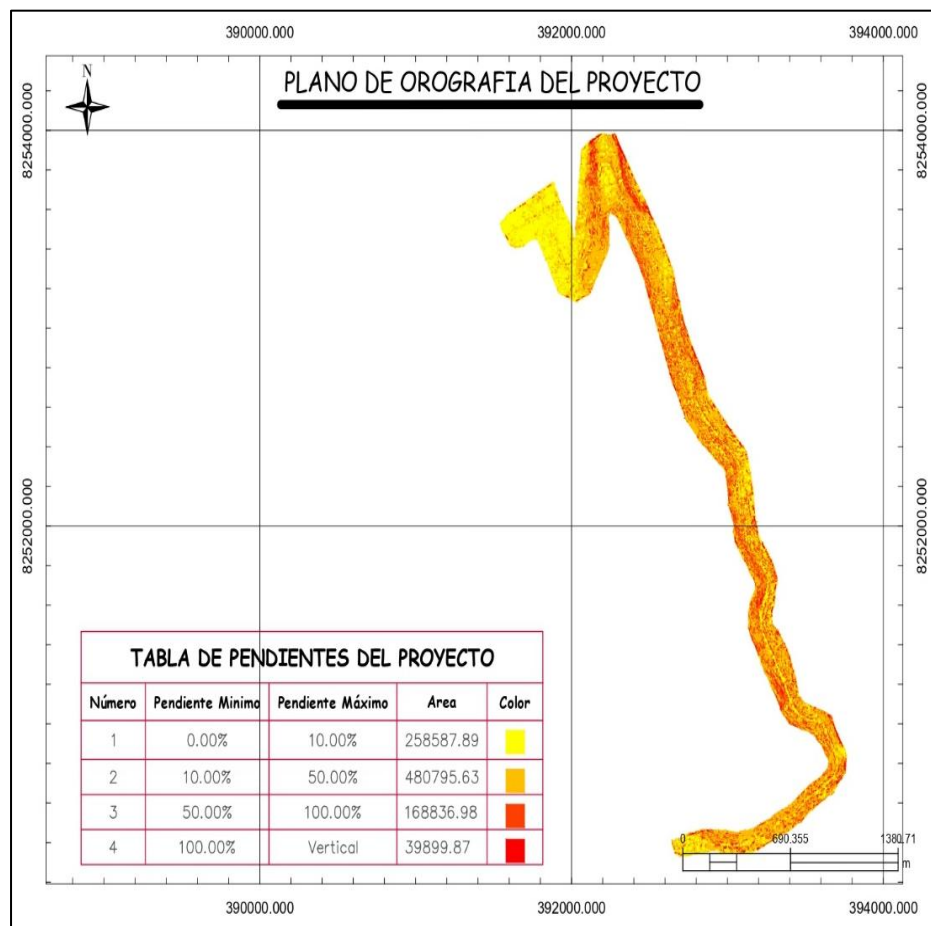 390000.000 392000.000 394000.000
N
PLANO DE OROGRAFIA DEL PROYECTO
8254000.000 8254000.000
8252000.000 8252000.000
TABLA DE PENDIENTES DEL PROYECTO
Número Pendiente Minimo Pendiente Máximo Area Color
1 0.00% 10.00% 258587.89
2 10.00% 50.00% 480795.63
3 50.00% 100.00% 168836.98
4 100.00% Vertical 39899.87
0 690.355 1380.71
m
390000.000 392000.000 394000.000